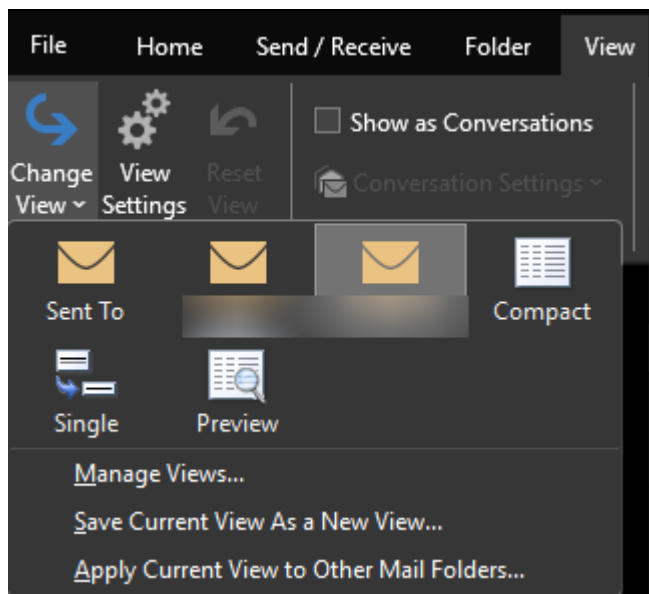 File Home Send / Receive Folder View
Show as Conversations
Change View Reset
View Settings View
Conversation Settings
Sent To Compact
Single Preview
Manage Views...
Save Current View As a New View...
Apply Current View to Other Mail Folders...